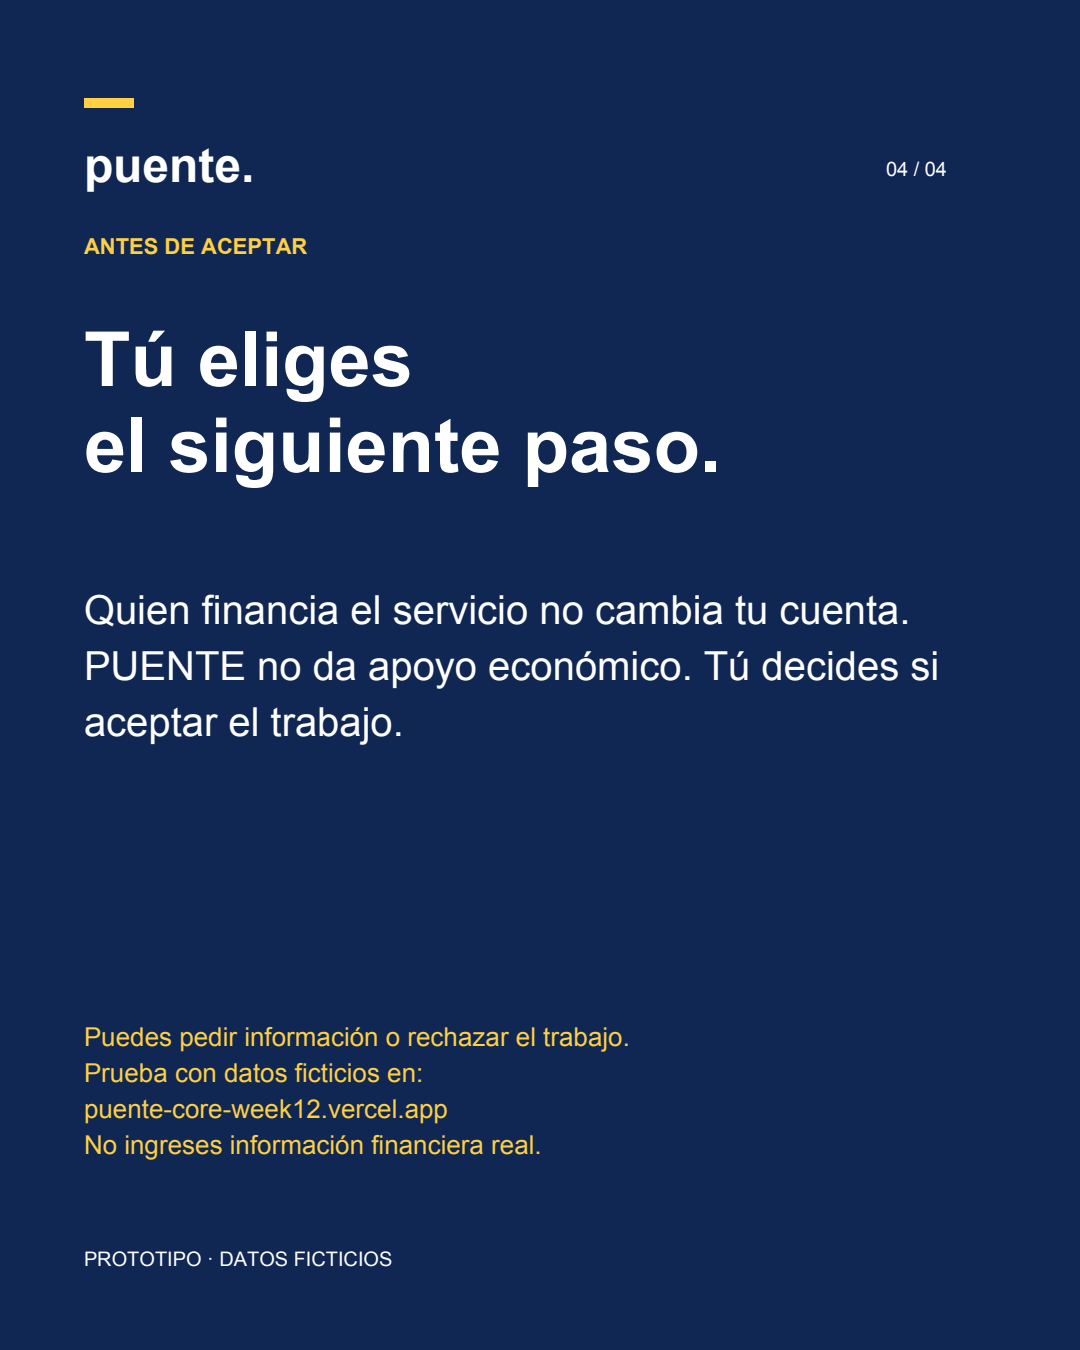 puente.
04 / 04
ANTES DE ACEPTAR
Tú eliges
el siguiente paso.
Quien financia el servicio no cambia tu cuenta.
PUENTE no da apoyo económico. Tú decides si
aceptar el trabajo.
Puedes pedir información o rechazar el trabajo.
Prueba con datos ficticios en:
puente-core-week12.vercel.app
No ingreses información financiera real.
PROTOTIPO · DATOS FICTICIOS